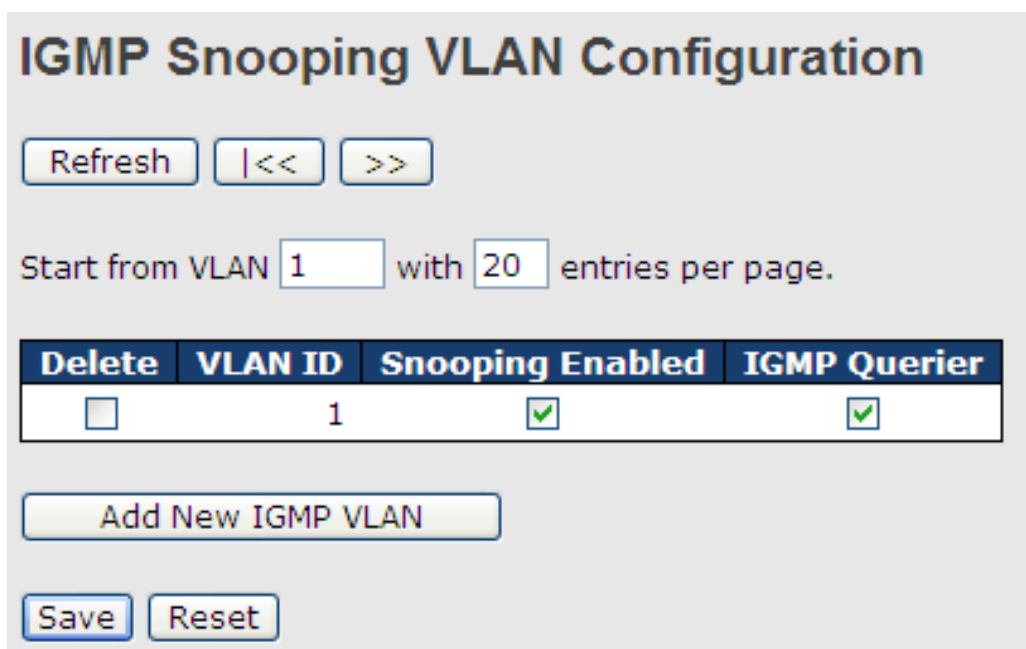 IGMP Snooping VLAN Configuration
Refresh |<< >>
Start from VLAN 1 with 20 entries per page.
Delete VLAN ID Snooping Enabled IGMP Querier
1
Add New IGMP VLAN
Save Reset